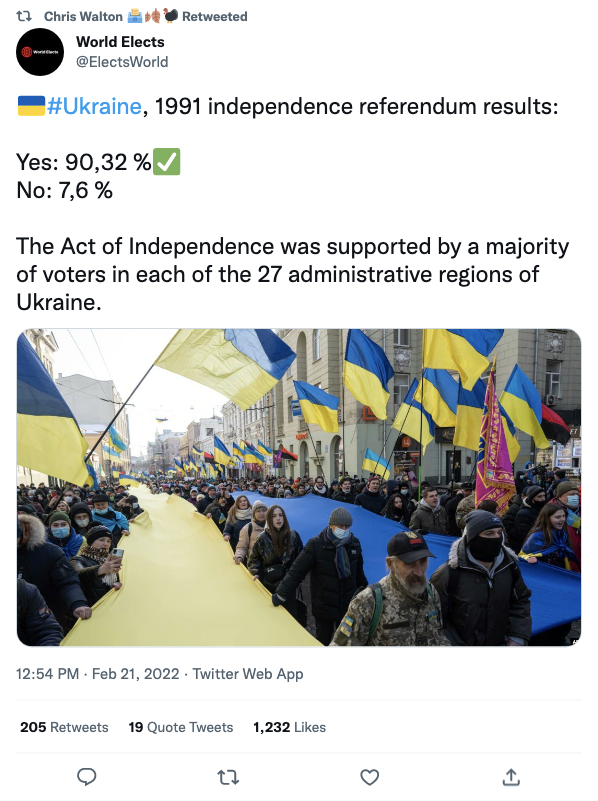 Chris Walton 🗳️🍂🦃 Retweeted
World Elects
World Elects
@ElectsWorld
🇺🇦#Ukraine, 1991 independence referendum results:
Yes: 90,32 %✅
No: 7,6 %
The Act of Independence was supported by a majority
of voters in each of the 27 administrative regions of
Ukraine.
12:54 PM · Feb 21, 2022 · Twitter Web App
205 Retweets 19 Quote Tweets 1,232 Likes